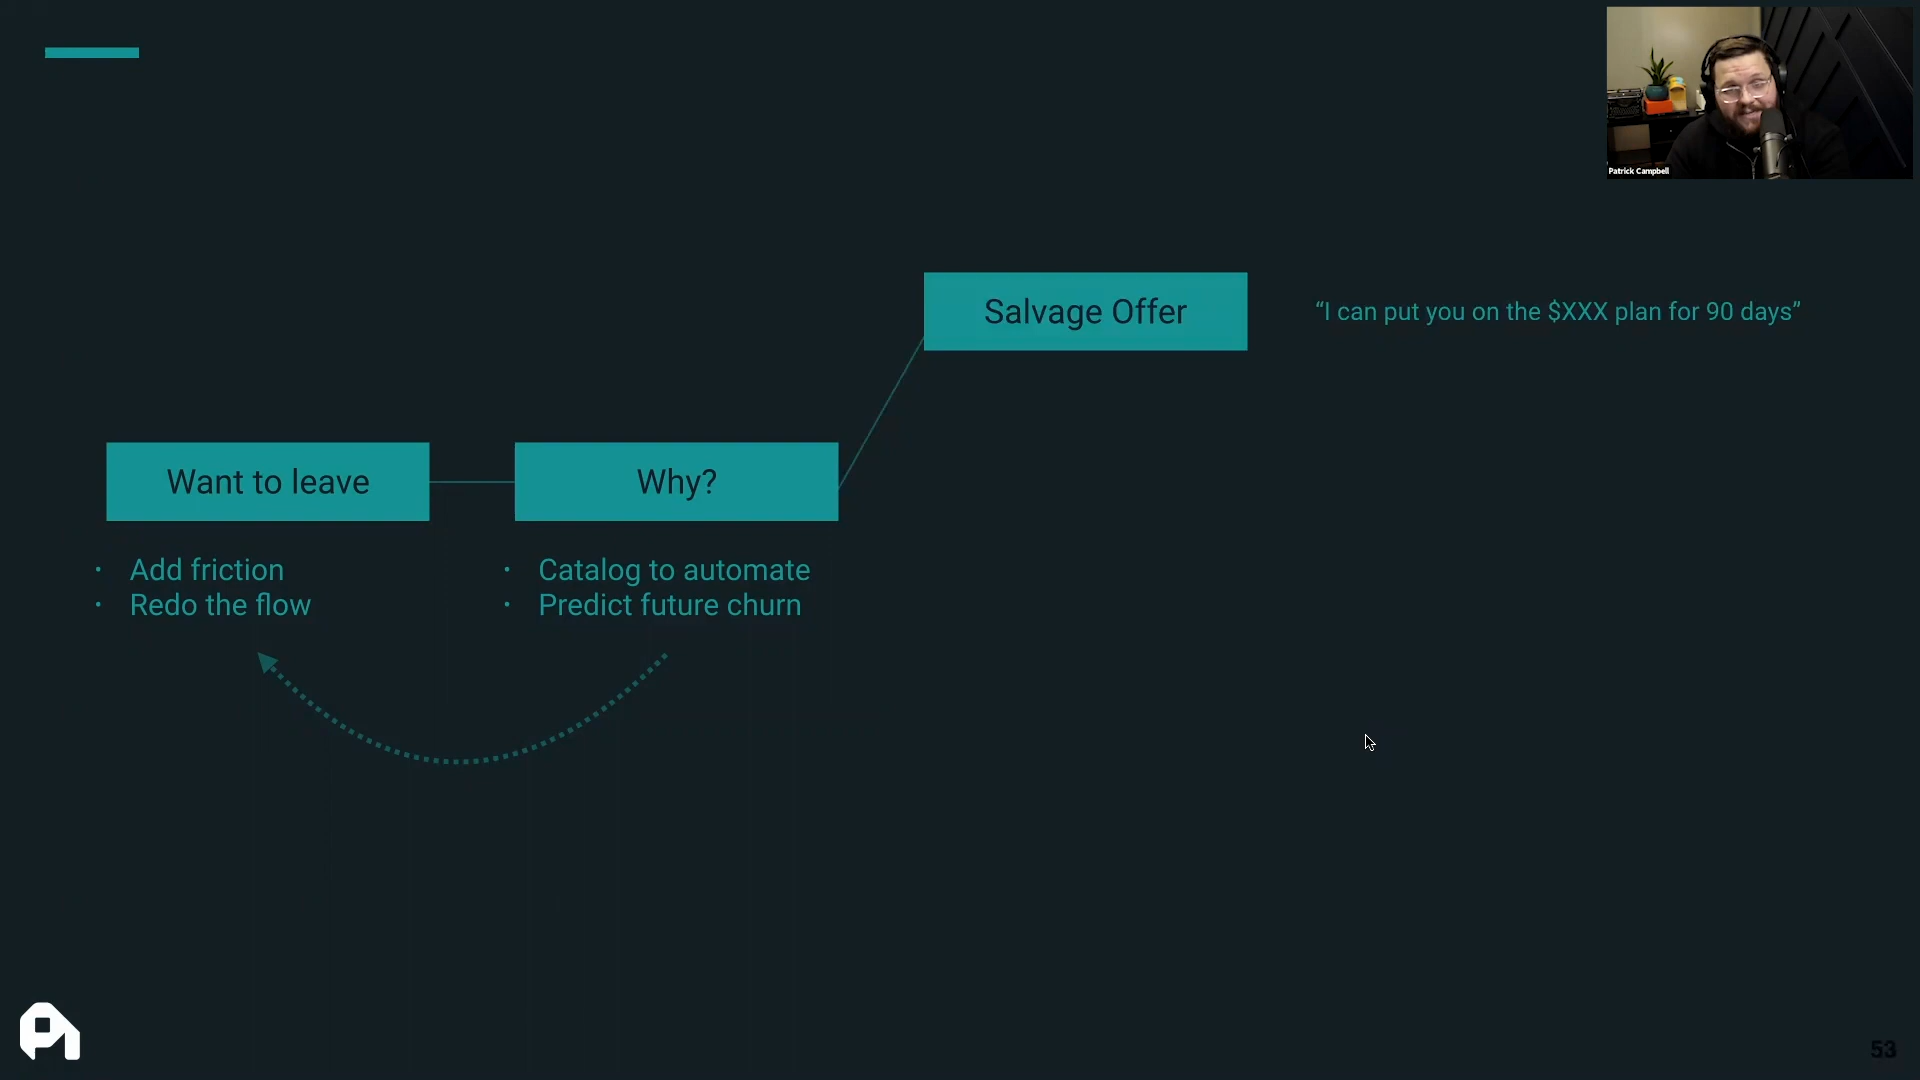 Patrick Campbell
Salvage Offer
“I can put you on the $XXX plan for 90 days”
Want to leave
Why?
• Add friction
• Redo the flow
• Catalog to automate
• Predict future churn
53